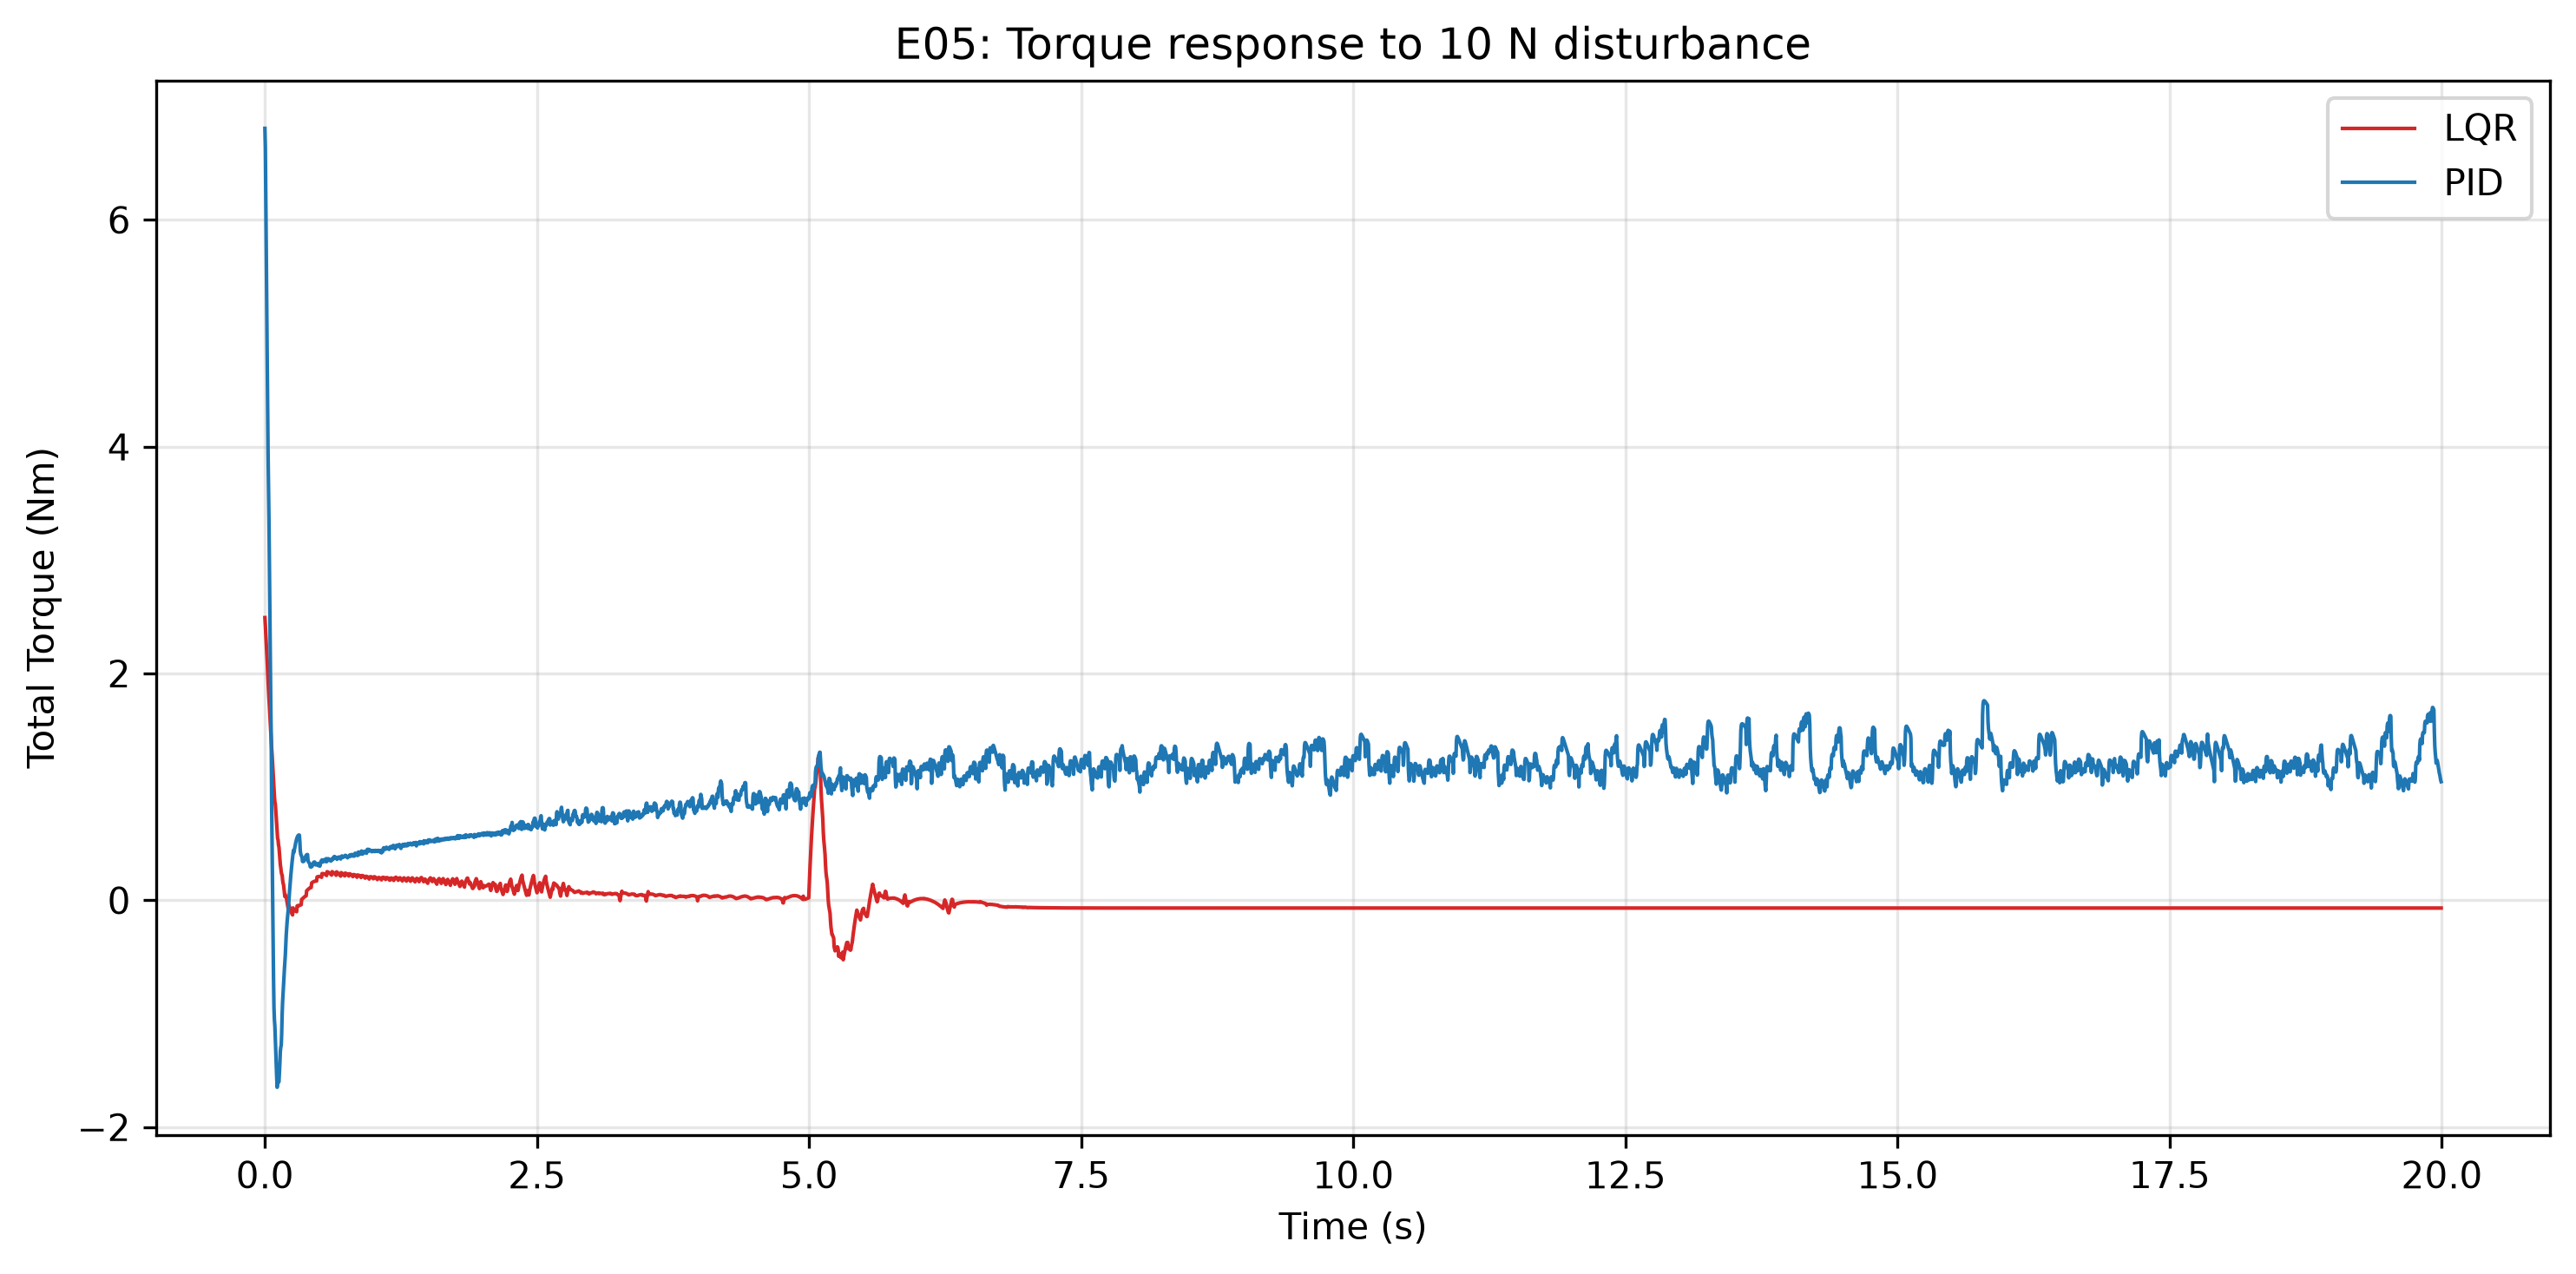 E05: Torque response to 10 N disturbance
LQR
PID
Total Torque (Nm)
6
4
2
0
−2
0.0 2.5 5.0 7.5 10.0 12.5 15.0 17.5 20.0
Time (s)